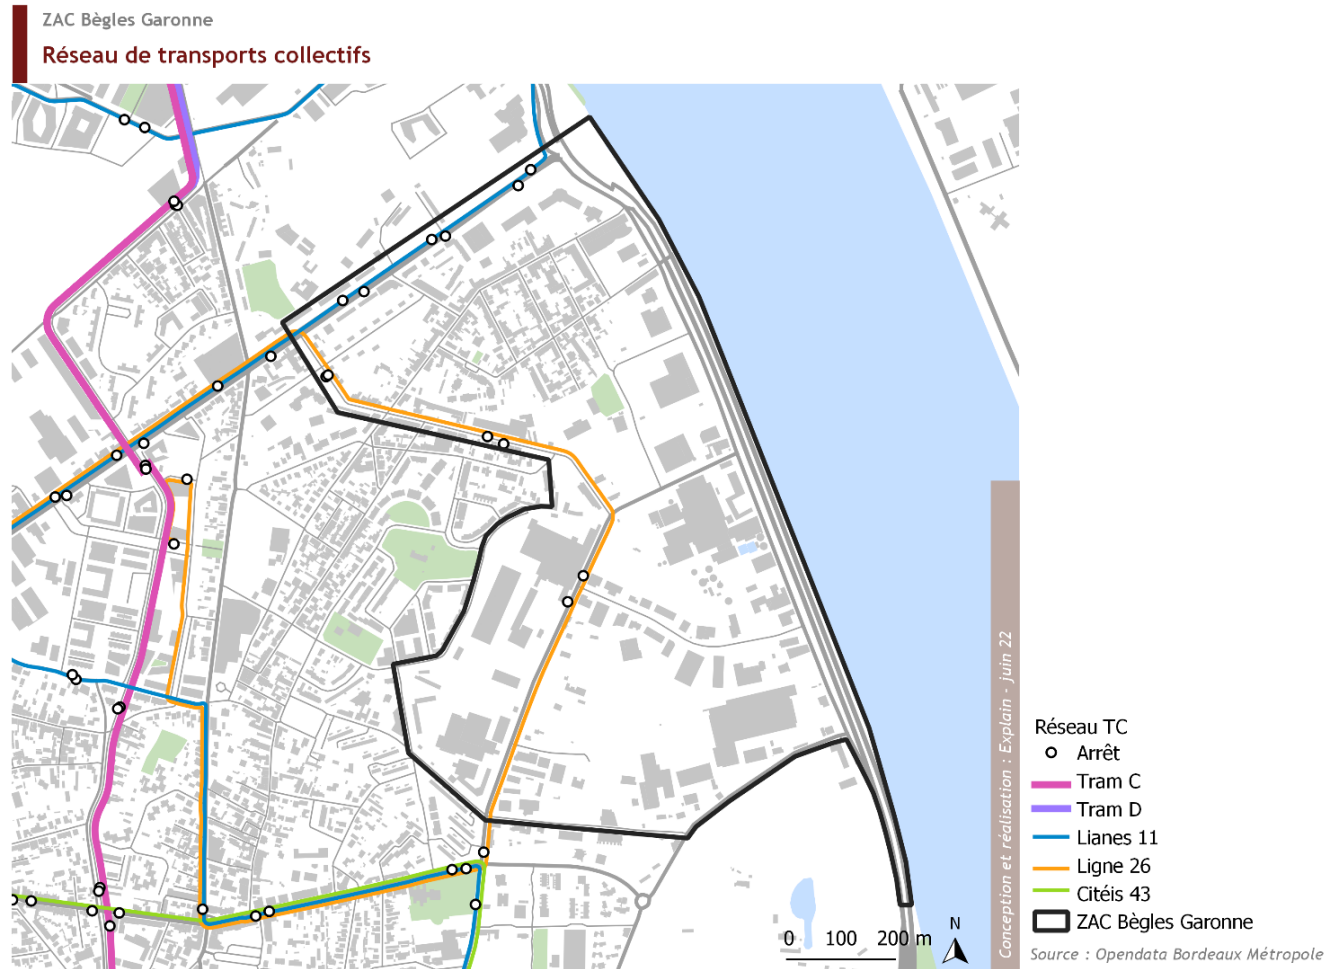 ZAC Bègles Garonne
Réseau de transports collectifs
Conception et réalisation : Explain - juin 22
Réseau TC
Arrêt
Tram C
Tram D
Lianes 11
Ligne 26
Citéis 43
ZAC Bègles Garonne
0 100 200 m
N
Source : Opendata Bordeaux Métropole